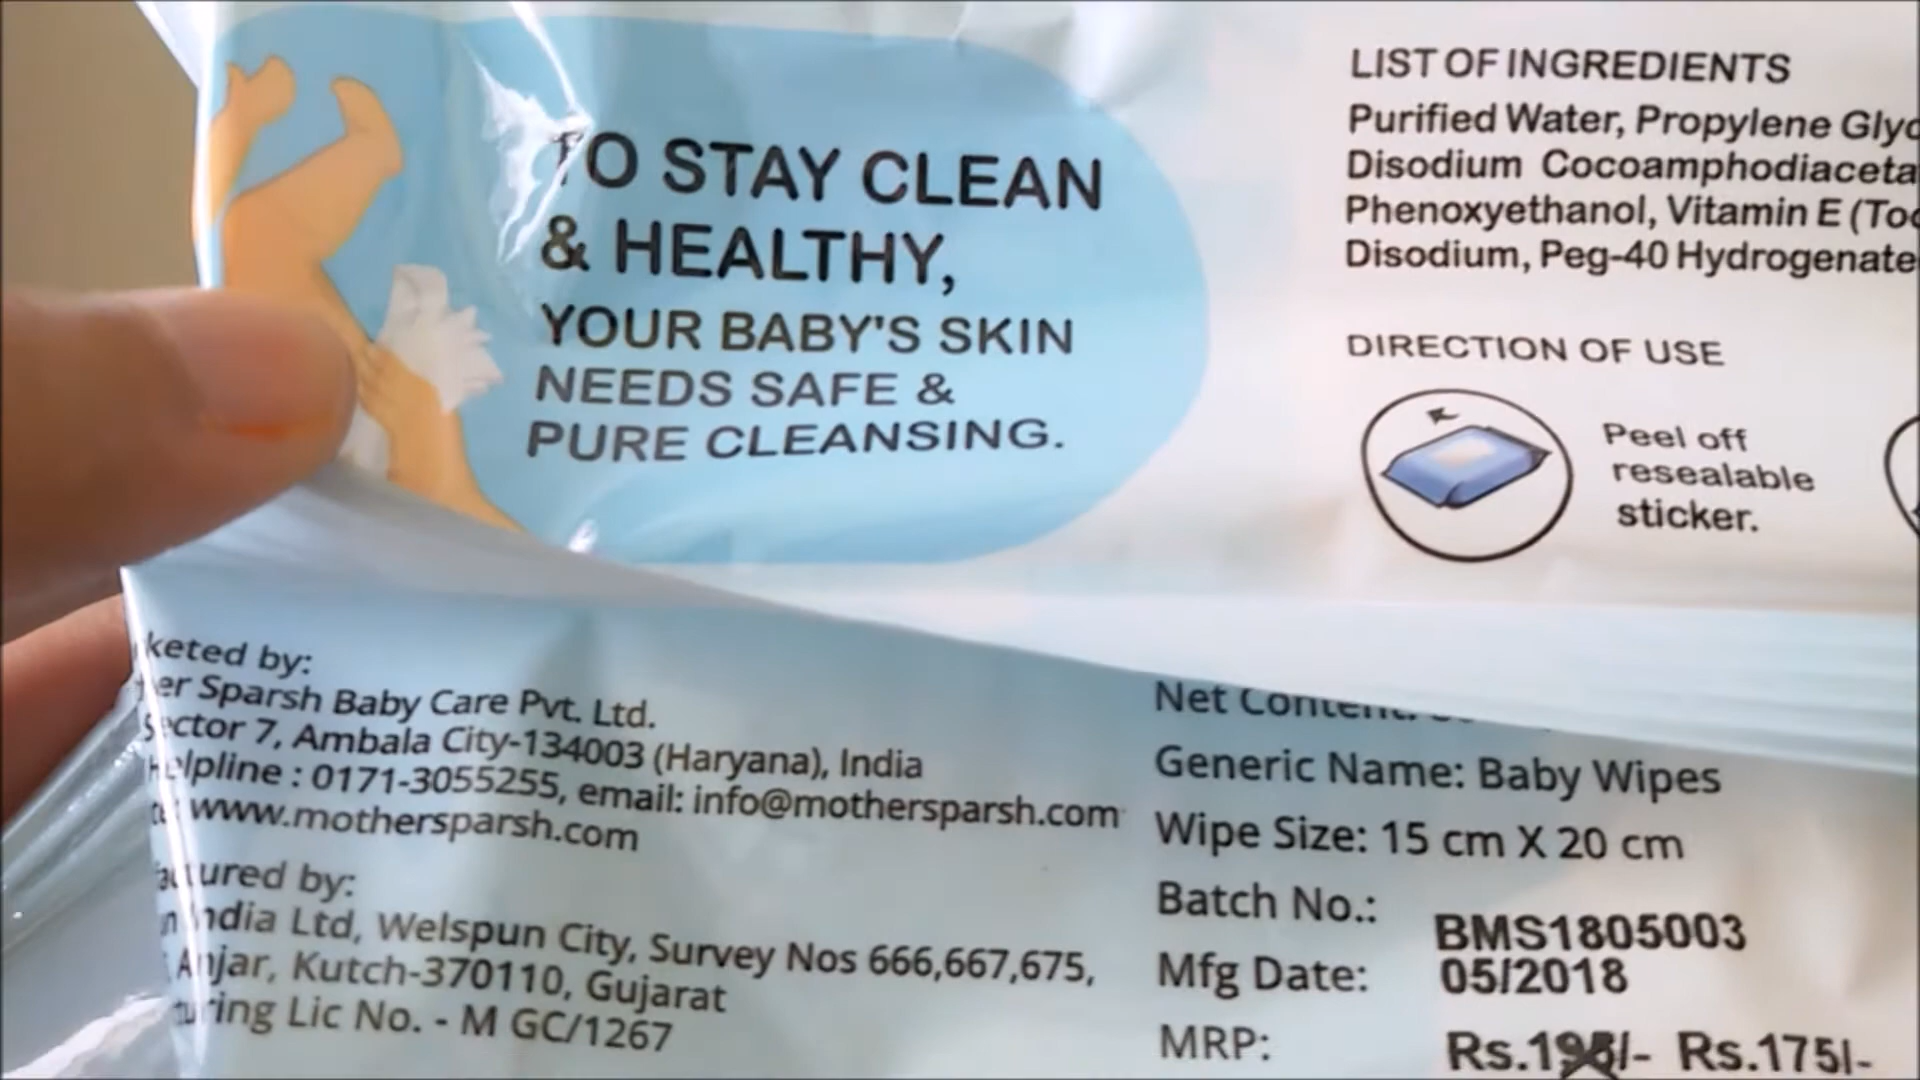 TO STAY CLEAN
& HEALTHY,
YOUR BABY'S SKIN
NEEDS SAFE &
PURE CLEANSING.
LIST OF INGREDIENTS
Purified Water, Propylene
Disodium
Phenoxyethanol, Vitamin E
Disodium, Peg-40
DIRECTION OF USE
Peel off
resealable
sticker.
by:
Sparsh Baby Care Pvt. Ltd.
Sector 7, Ambala City-134003 (Haryana), India
Helpline : 0171-3055255, email: info@mothersparsh.com
www.mothersparsh.com
by:
India Ltd, Welspun City, Survey Nos 666,667,675,
Anjar, Kutch-370110, Gujarat
Lic No. - M GC/1267
Net Content:
Generic Name: Baby Wipes
Wipe Size: 15 cm X 20 cm
Batch No.: BMS1805003
Mfg Date: 05/2018
MRP: Rs.175/-